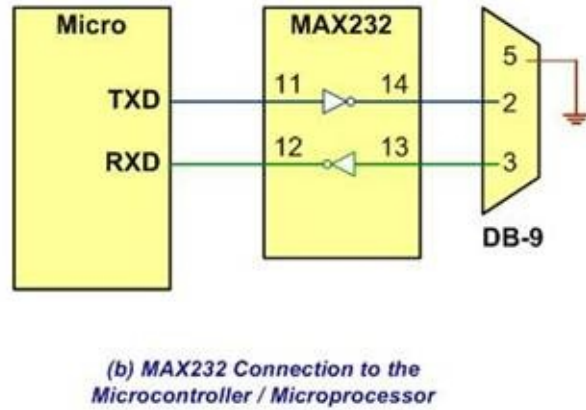 Micro
MAX232
5
TXD
11
14
2
RXD
12
13
3
DB-9
(b) MAX232 Connection to the
Microcontroller / Microprocessor